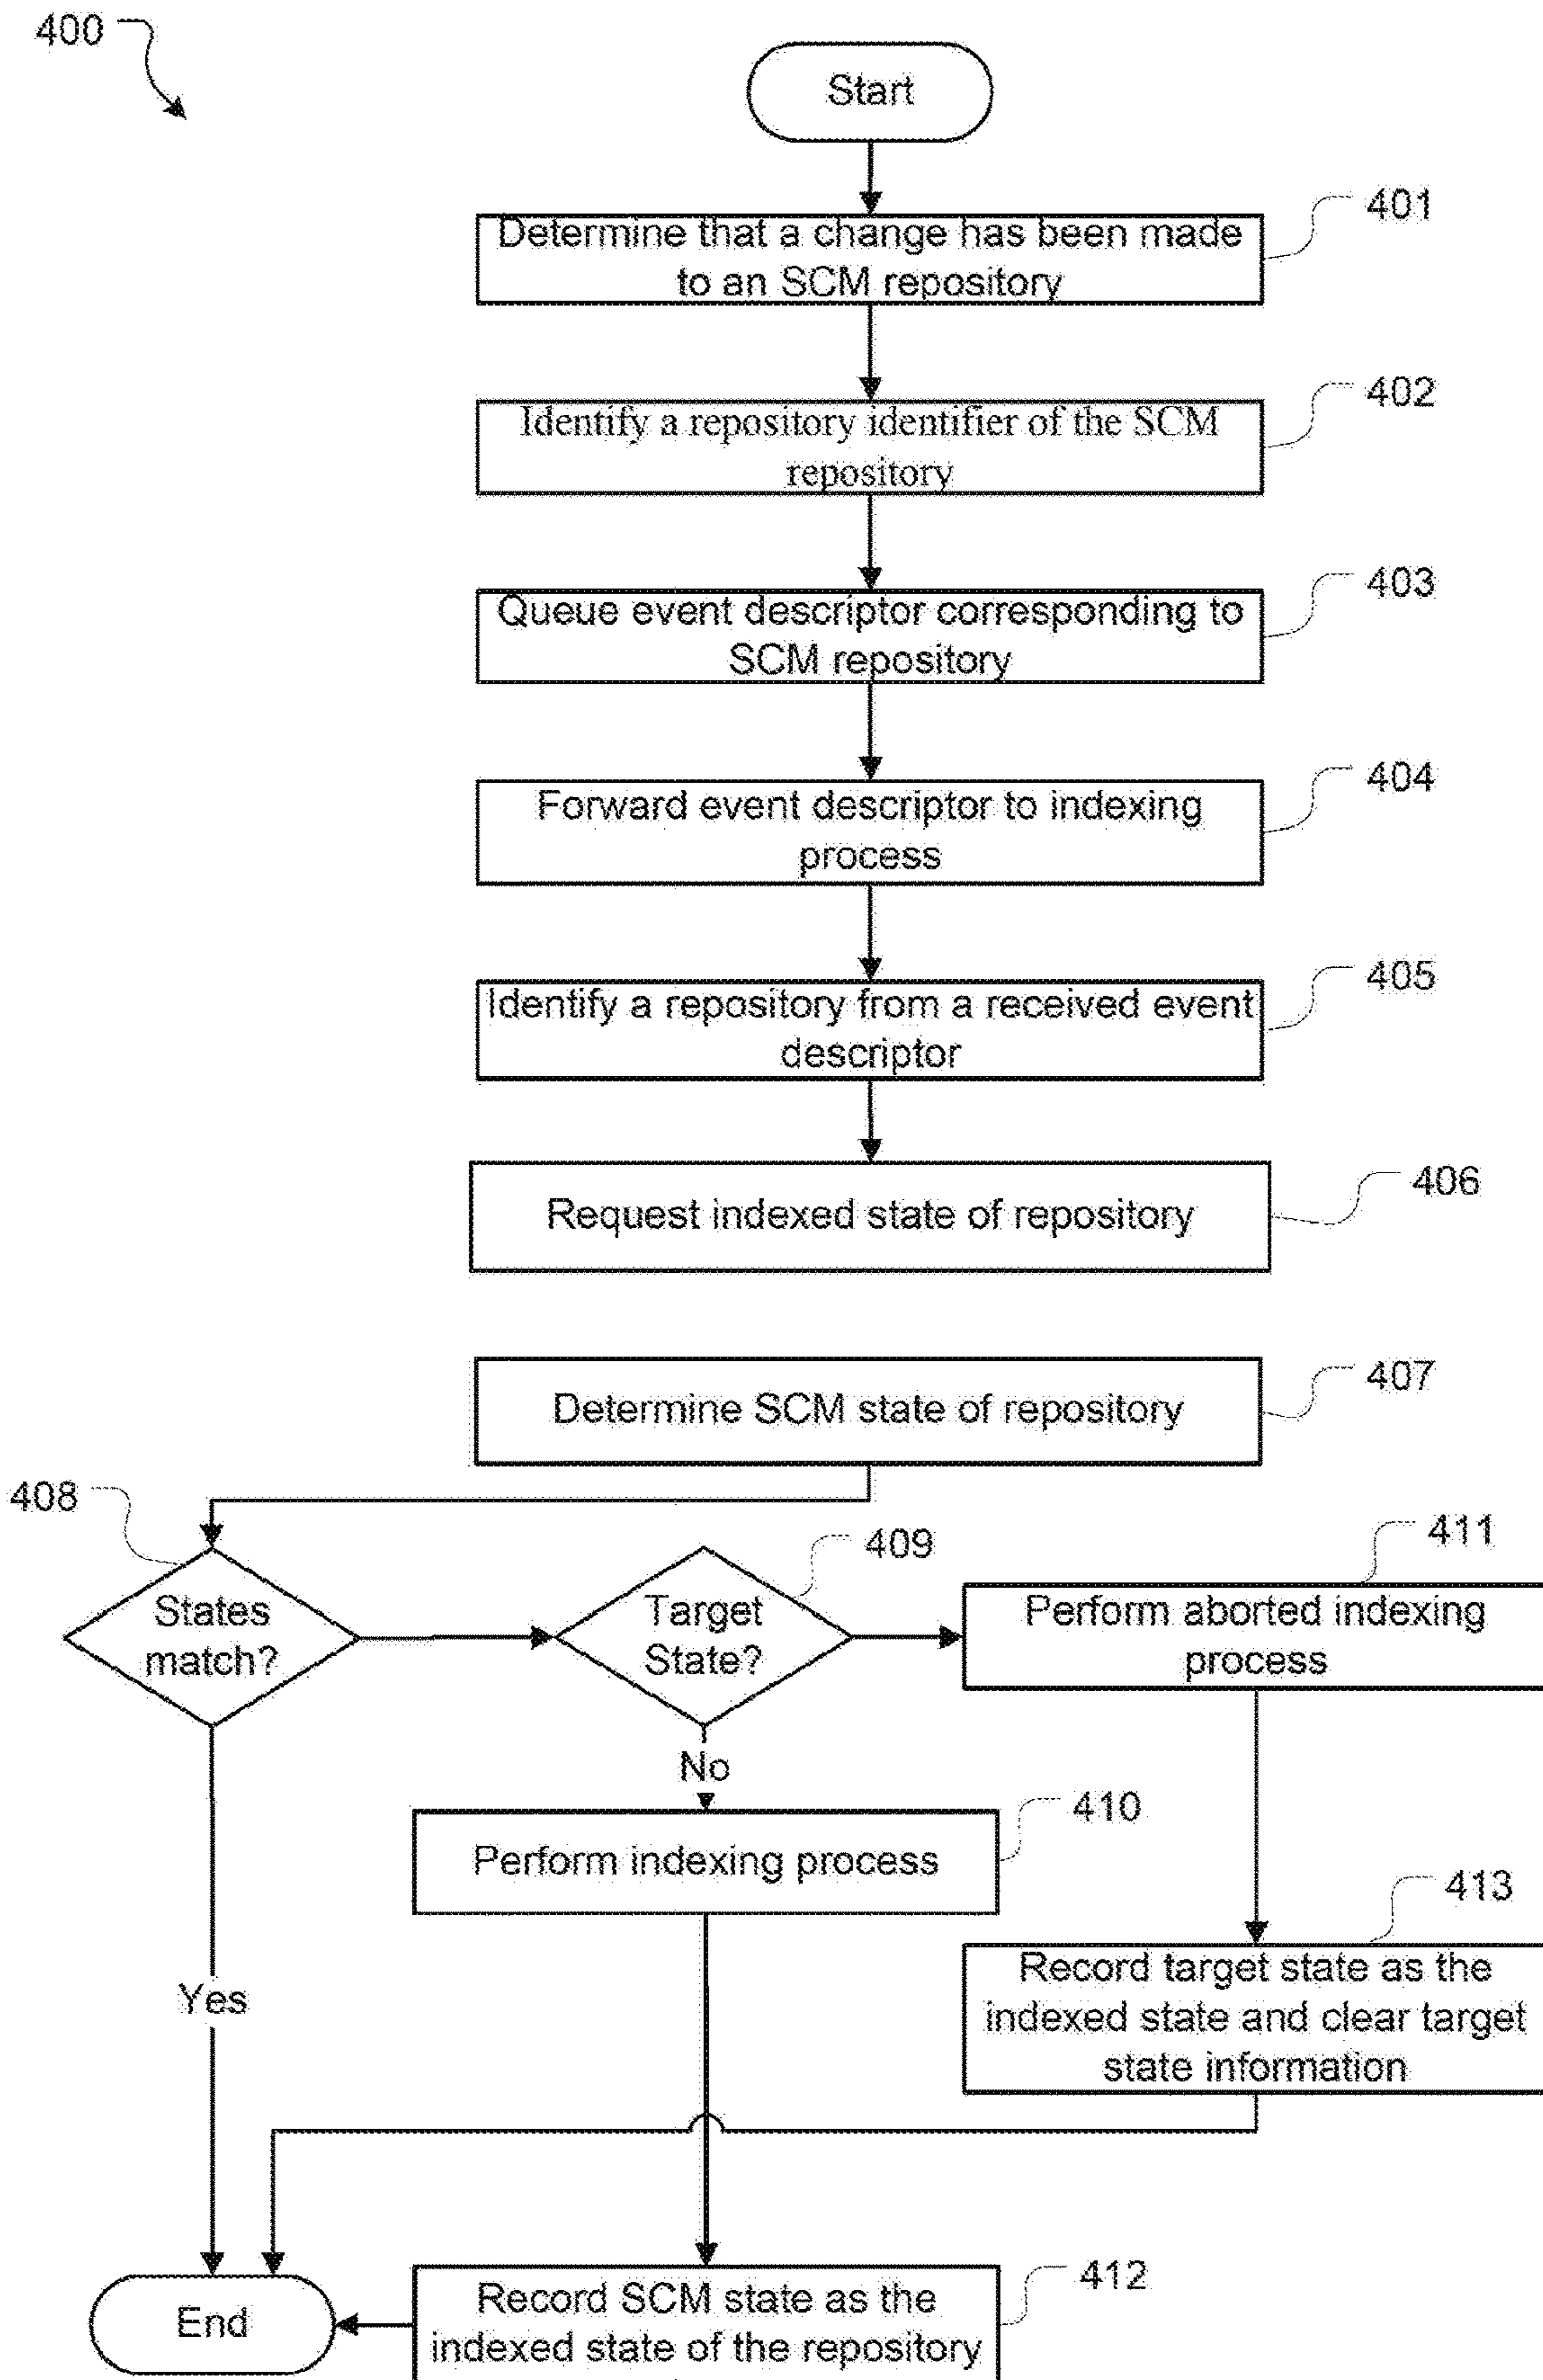 400
Start
401
Determine that a change has been made
to an SCM repository
402
Identify a repository identifier of the SCM
repository
403
Queue event descriptor corresponding to
SCM repository
404
Forward event descriptor to indexing
process
405
Identify a repository from a received event
descriptor
406
Request indexed state of repository
407
Determine SCM state of repository
408
States
match?
409
Target
State?
411
Perform aborted indexing
process
No
410
Perform indexing process
413
Record target state as the
indexed state and clear target
state information
Yes
412
Record SCM state as the
indexed state of the repository
End